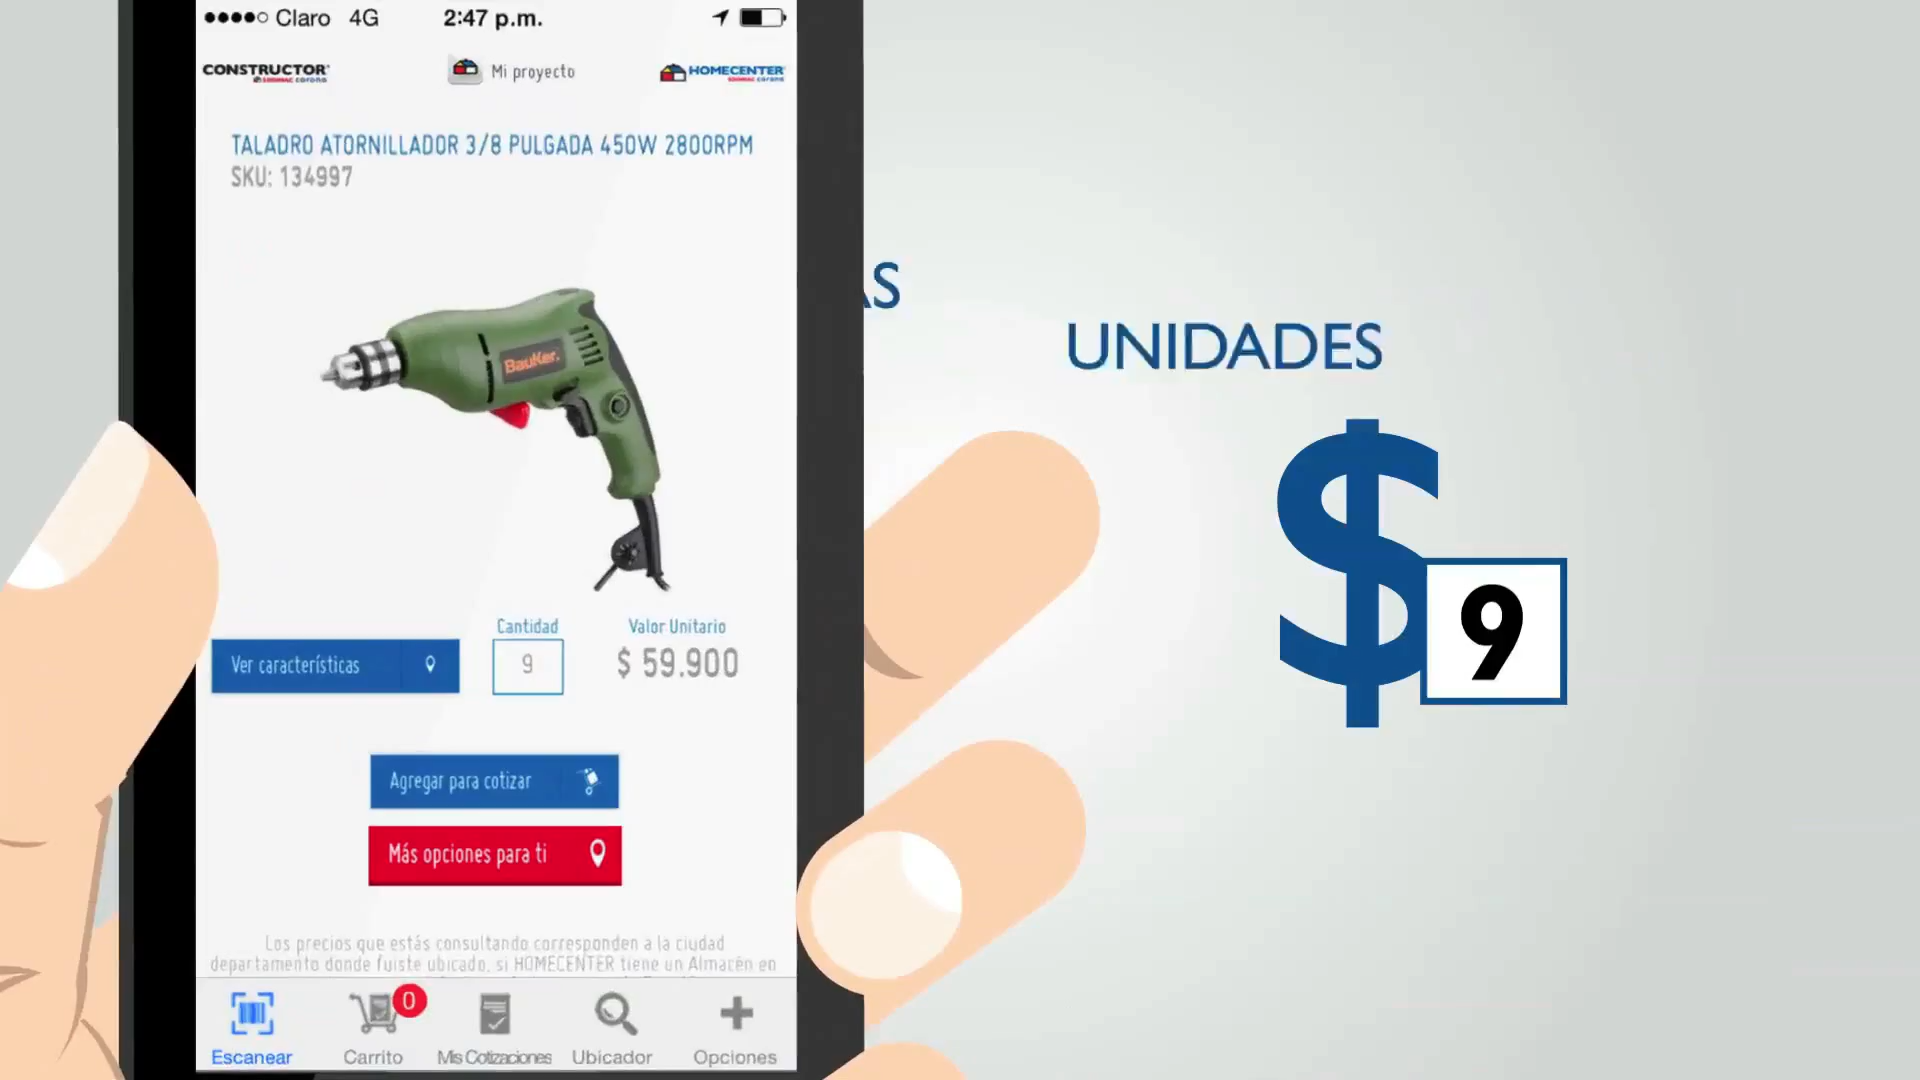 Claro 4G 2:47 p.m.
CONSTRUCTOR
Mi proyecto
HOMECENTER
TALADRO ATORNILLADOR 3/8 PULGADA 450W 2800RPM
SKU: 134997
BauKer.
Cantidad
Valor Unitario
Ver características
9
$ 59.900
Agregar para cotizar
Más opciones para ti
Los precios que estás consultando corresponden a la ciudad
departamento donde fuiste ubicado, si HOMECENTER tiene un Almacén en
0
Escanear
Carrito
Mis Cotizaciones
Ubicador
Opciones
AS
UNIDADES
$
9